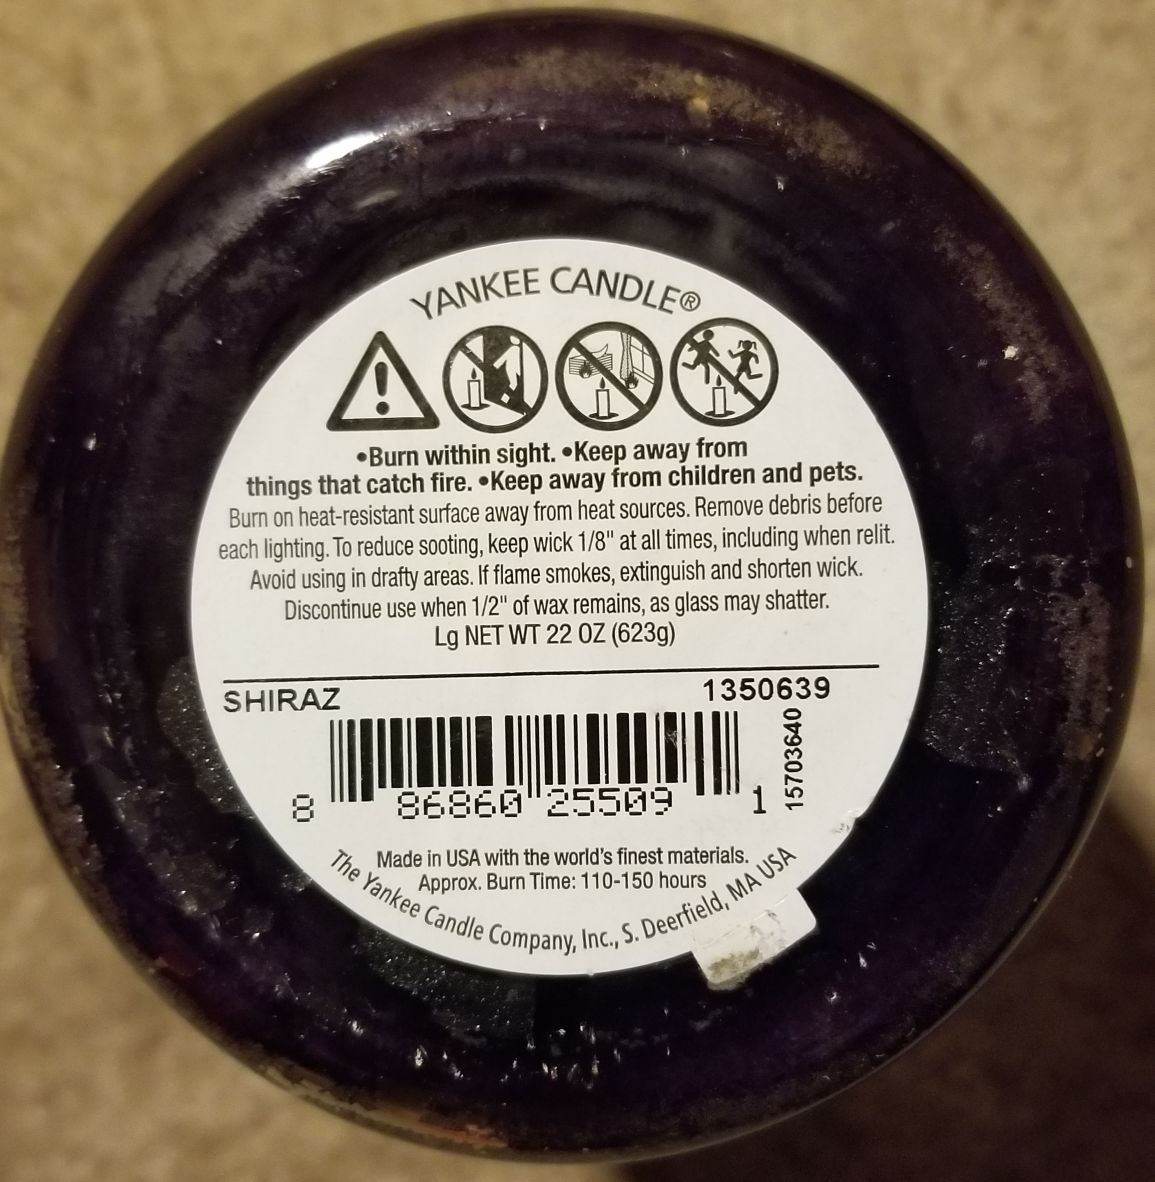 YANKEE CANDLE®
•Burn within sight. •Keep away from
things that catch fire. •Keep away from children and pets.
Burn on heat-resistant surface away from heat sources. Remove debris before
each lighting. To reduce sooting, keep wick 1/8" at all times, including when relit.
Avoid using in drafty areas. If flame smokes, extinguish and shorten wick.
Discontinue use when 1/2" of wax remains, as glass may shatter.
Lg NET WT 22 OZ (623g)
SHIRAZ 1350639
8 86860 25509 1
15703640
Made in USA with the world's finest materials.
Approx. Burn Time: 110-150 hours
The Yankee Candle Company, Inc., S. Deerfield, MA USA